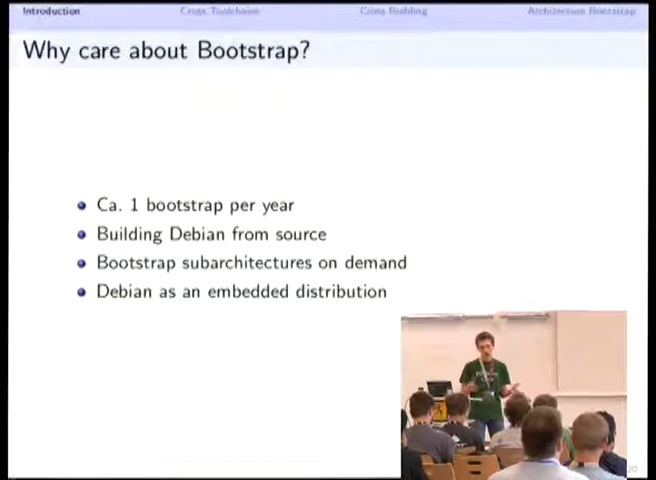 Introduction
Cross Toolchains
Cross Building
Architecture Bootstrap
Why care about Bootstrap?
Ca. 1 bootstrap per year
Building Debian from source
Bootstrap subarchitectures on demand
Debian as an embedded distribution